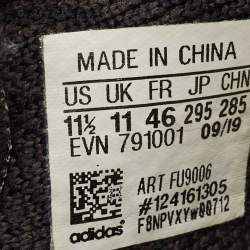 MADE IN CHINA
US UK FR JP CHN
11½ 11 46 295 285
EVN 791001 09/19
ART FU9006
#124161305
adidas